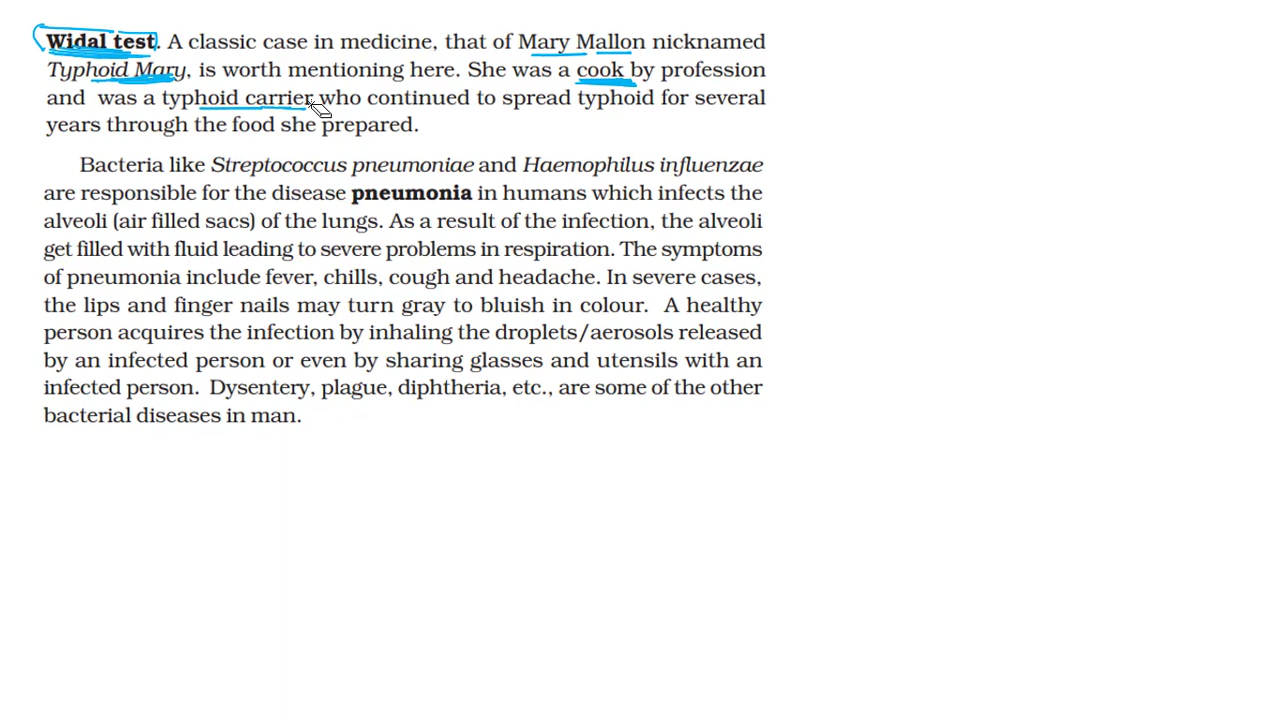 Widal test. A classic case in medicine, that of Mary Mallon nicknamed
Typhoid Mary, is worth mentioning here. She was a cook by profession
and was a typhoid carrier who continued to spread typhoid for several
years through the food she prepared.
Bacteria like Streptococcus pneumoniae and Haemophilus influenzae
are responsible for the disease pneumonia in humans which infects the
alveoli (air filled sacs) of the lungs. As a result of the infection, the alveoli
get filled with fluid leading to severe problems in respiration. The symptoms
of pneumonia include fever, chills, cough and headache. In severe cases,
the lips and finger nails may turn gray to bluish in colour. A healthy
person acquires the infection by inhaling the droplets/aerosols released
by an infected person or even by sharing glasses and utensils with an
infected person. Dysentery, plague, diphtheria, etc., are some of the other
bacterial diseases in man.